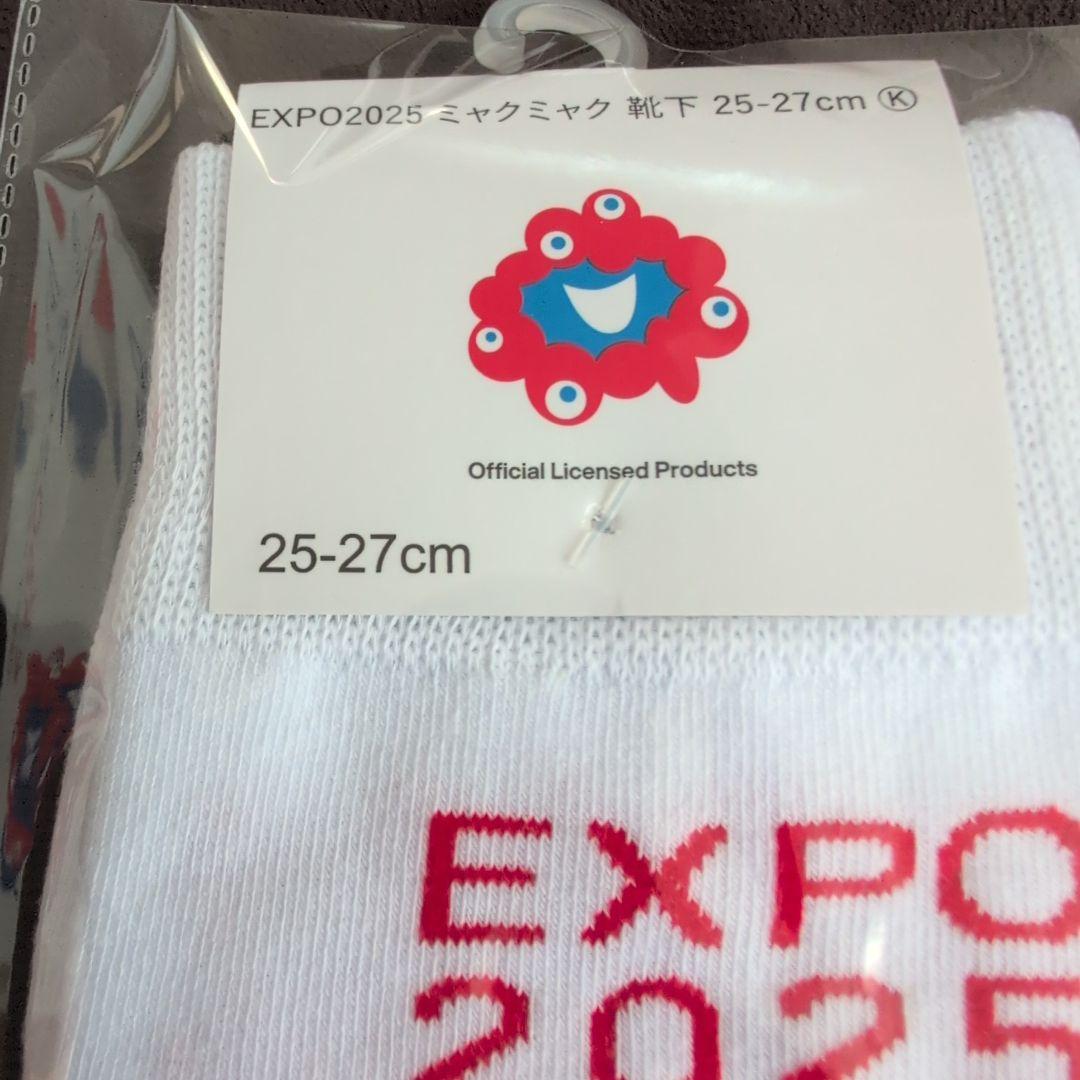 EXPO2025 ミャクミャク 靴下 25-27cm Ⓚ
Official Licensed Products
25-27cm
EXPO
2025